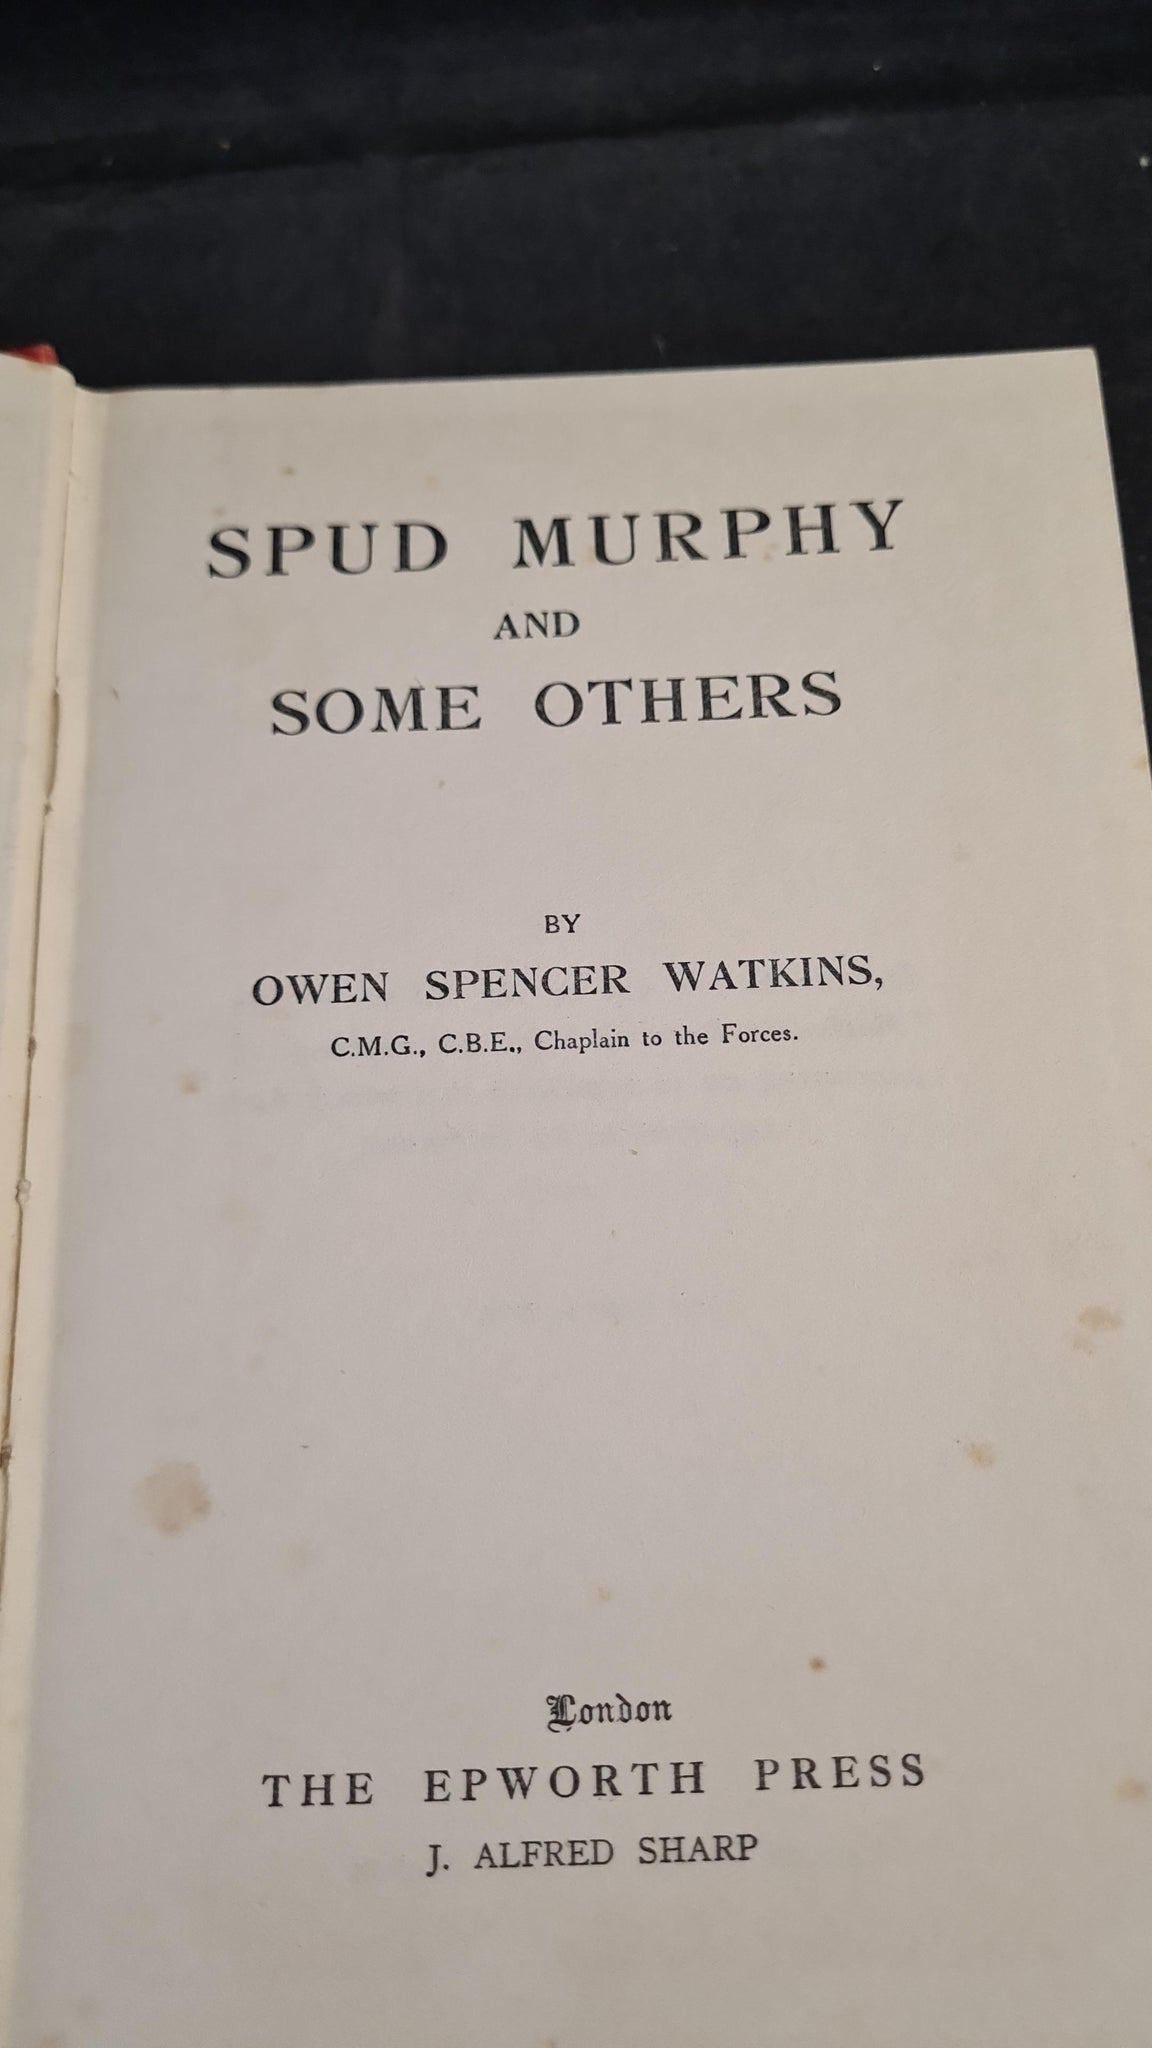 SPUD MURPHY
AND
SOME OTHERS
BY
OWEN SPENCER WATKINS,
C.M.G., C.B.E., Chaplain to the Forces.
London
THE EPWORTH PRESS
J. ALFRED SHARP